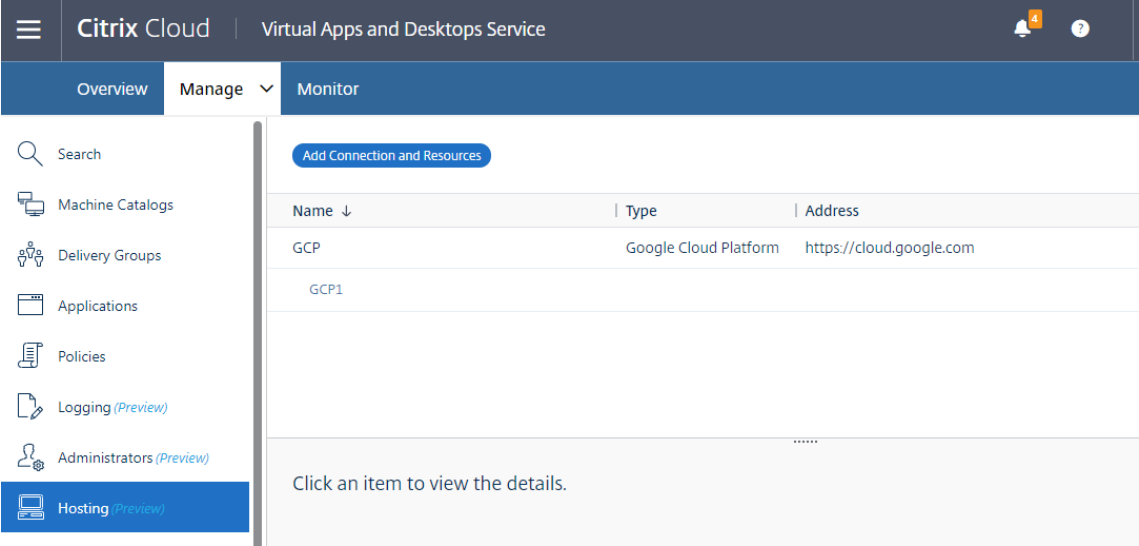 Citrix Cloud | Virtual Apps and Desktops Service 4 ?
Overview Manage Monitor
Search
Machine Catalogs
Delivery Groups
Applications
Policies
Logging (Preview)
Administrators (Preview)
Hosting (Preview)
Add Connection and Resources
Name ↓ Type Address
GCP Google Cloud Platform https://cloud.google.com
GCP1
Click an item to view the details.